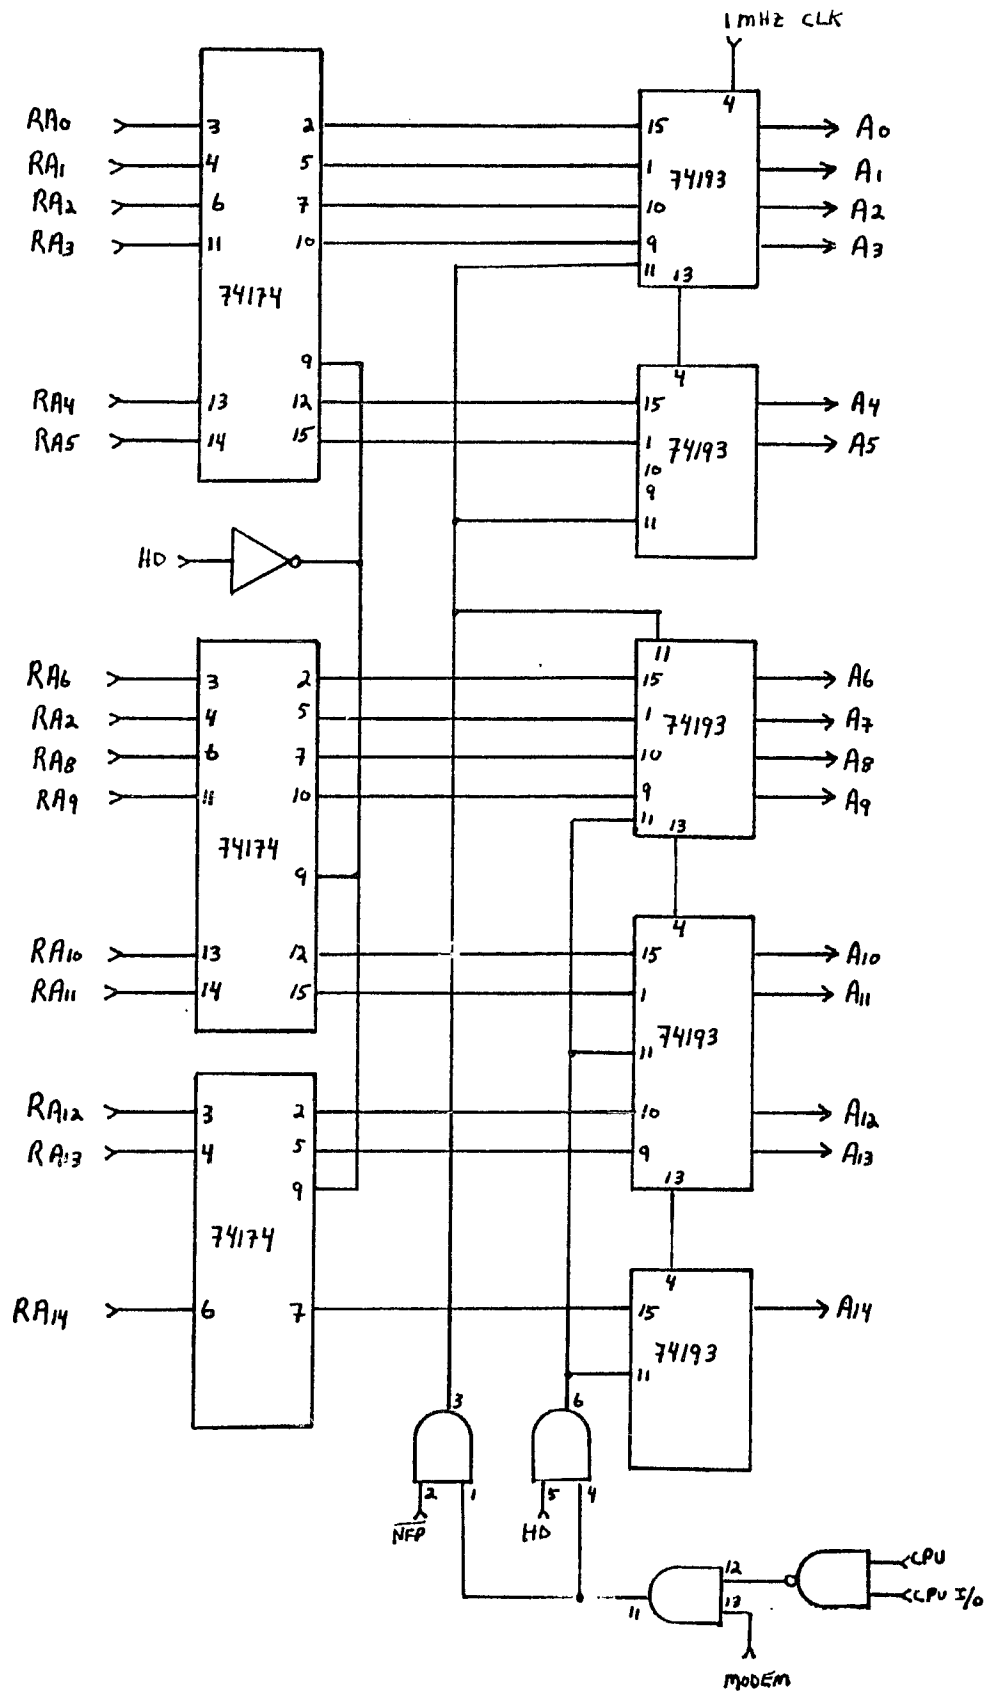 1 MHZ CLK
4
RA0 3 2 15 A0
RA1 4 5 1 74193 A1
RA2 6 7 10 A2
RA3 11 10 9 A3
11 13
74174
9
4
RA4 13 12 15 A4
RA5 14 15 1 74193 A5
10
9
11
HD
11
RA6 3 2 15 A6
RA2 4 5 1 74193 A7
RA8 6 7 10 A8
RA9 11 10 9 A9
11 13
74174
9
4
RA10 13 12 15 A10
RA11 14 15 1 A11
74193
11
RA12 3 2 10 A12
RA13 4 5 9 A13
9 13
74174
4
RA14 6 7 15 A14
74193
11
3 6
2 1 5 4
NFP HD
12 CPU
11 13 CPU I/O
MODEM